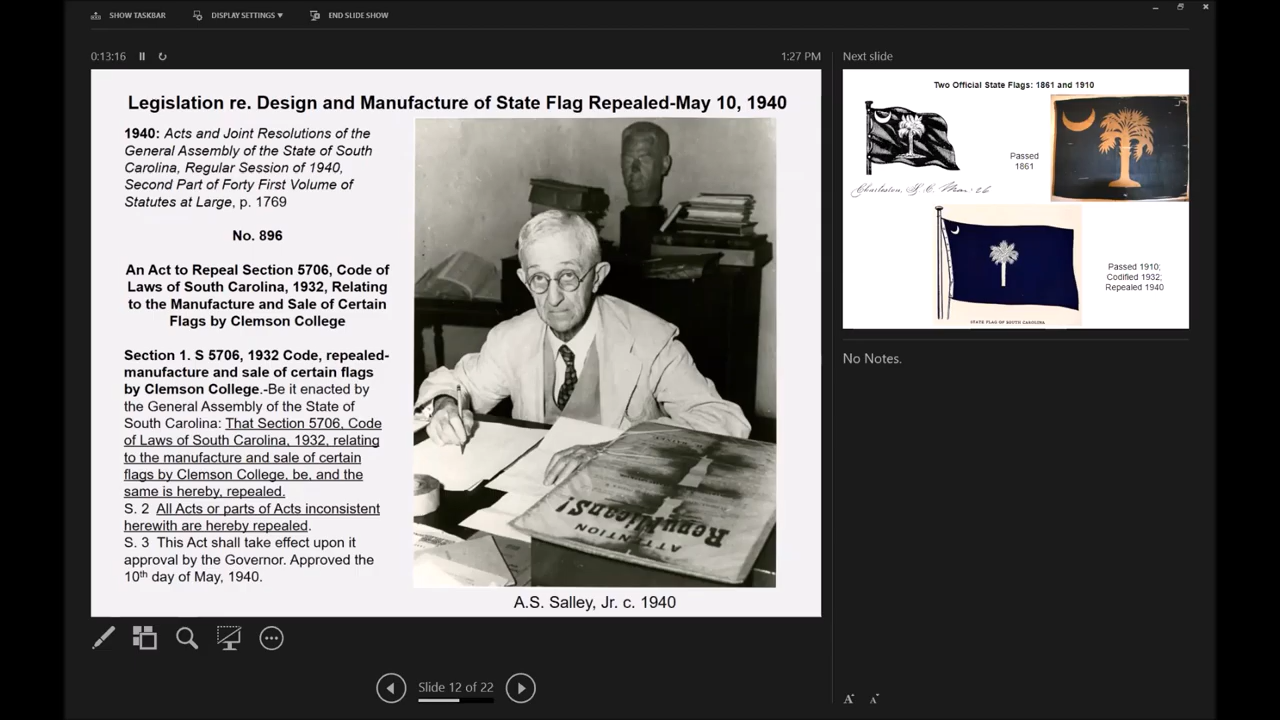 SHOW TASKBAR
DISPLAY SETTINGS ▾
END SLIDE SHOW
0:13:16
1:27 PM
Legislation re. Design and Manufacture of State Flag Repealed-May 10, 1940
1940: Acts and Joint Resolutions of the
General Assembly of the State of South
Carolina, Regular Session of 1940,
Second Part of Forty First Volume of
Statutes at Large, p. 1769
No. 896
An Act to Repeal Section 5706, Code of
Laws of South Carolina, 1932, Relating
to the Manufacture and Sale of Certain
Flags by Clemson College
Section 1. S 5706, 1932 Code, repealed-
manufacture and sale of certain flags
by Clemson College.-Be it enacted by
the General Assembly of the State of
South Carolina: That Section 5706, Code
of Laws of South Carolina, 1932, relating
to the manufacture and sale of certain
flags by Clemson College, be, and the
same is hereby, repealed.
S. 2 All Acts or parts of Acts inconsistent
herewith are hereby repealed.
S. 3 This Act shall take effect upon it
approval by the Governor. Approved the
10th day of May, 1940.
ATTENTION
Republicans!
A.S. Salley, Jr. c. 1940
Slide 12 of 22
Next slide
Two Official State Flags: 1861 and 1910
Passed
1861
Charleston, S. C.
Passed 1910;
Codified 1932;
Repealed 1940
STATE FLAG OF SOUTH CAROLINA
No Notes.
A
A